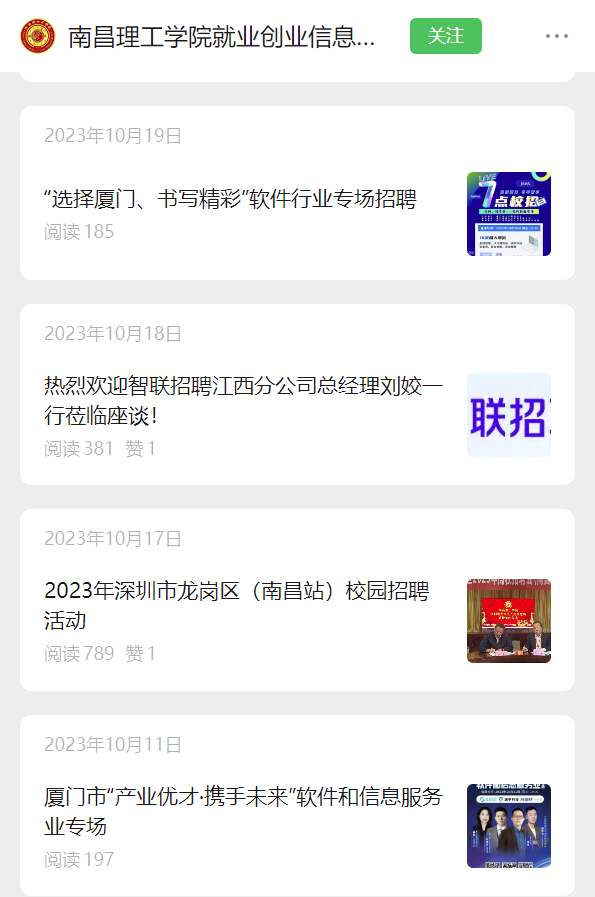 南昌理工学院就业创业信息...
关注
2023年10月19日
“选择厦门、书写精彩”软件行业专场招聘
阅读 185
LIVE
7点校招
2023年10月18日
热烈欢迎智联招聘江西分公司总经理刘姣一
行莅临座谈！
阅读 381 赞 1
联招
2023年10月17日
2023年深圳市龙岗区（南昌站）校园招聘
活动
阅读 789 赞 1
2023年10月11日
厦门市“产业优才·携手未来”软件和信息服务
业专场
阅读 197